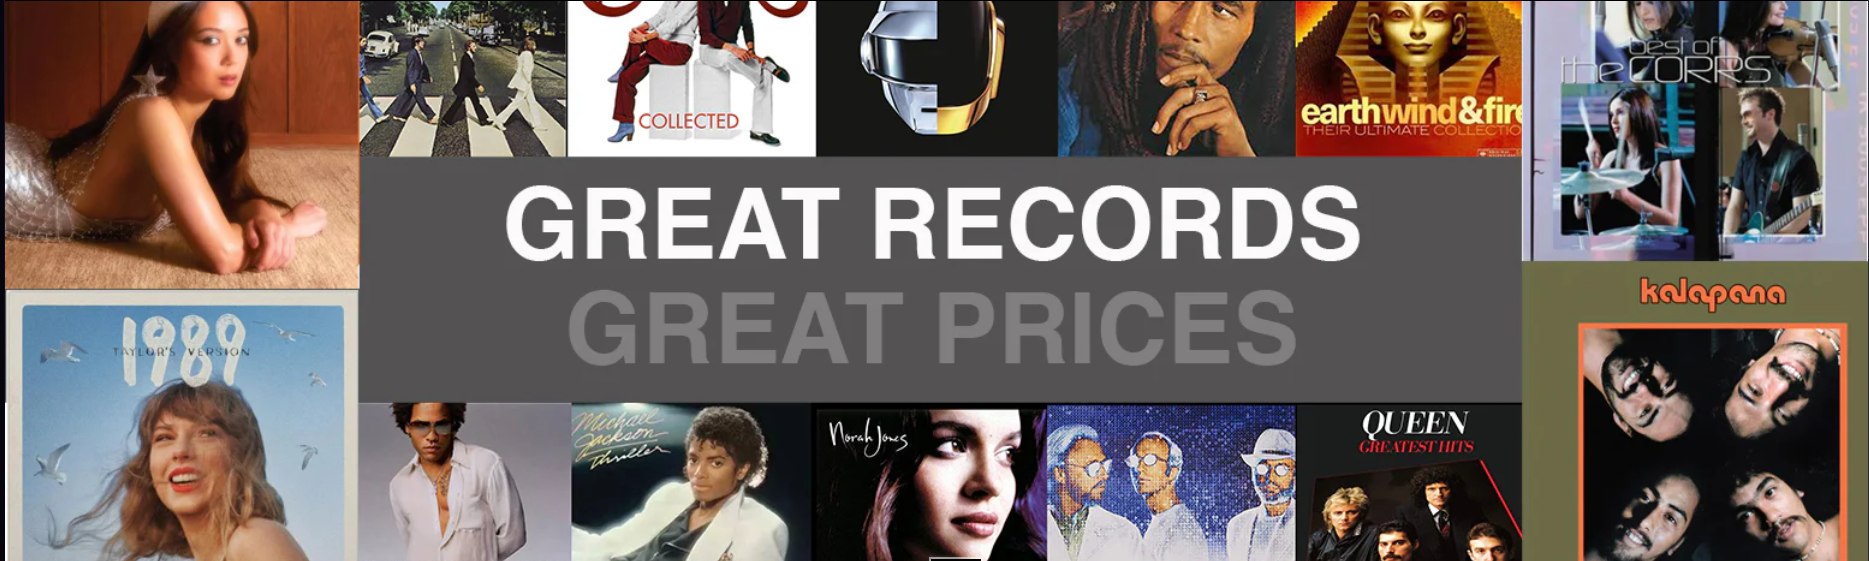 COLLECTED
earthwind&fire
THEIR ULTIMATE COLLECTIO
best of
the CORRS
GREAT RECORDS
GREAT PRICES
kalapana
1989
TAYLOR'S VERSION
Michael
Jackson
Thriller
Norah Jones
QUEEN
GREATEST HITS